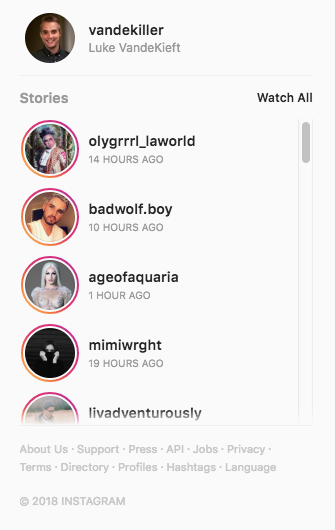 vandekiller
Luke VandeKieft
Stories
Watch All
olygrrrl_laworld
14 HOURS AGO
badwolf.boy
10 HOURS AGO
ageofaquaria
1 HOUR AGO
mimiwrght
19 HOURS AGO
livadventurously
About Us · Support · Press · API · Jobs · Privacy ·
Terms · Directory · Profiles · Hashtags · Language
© 2018 INSTAGRAM